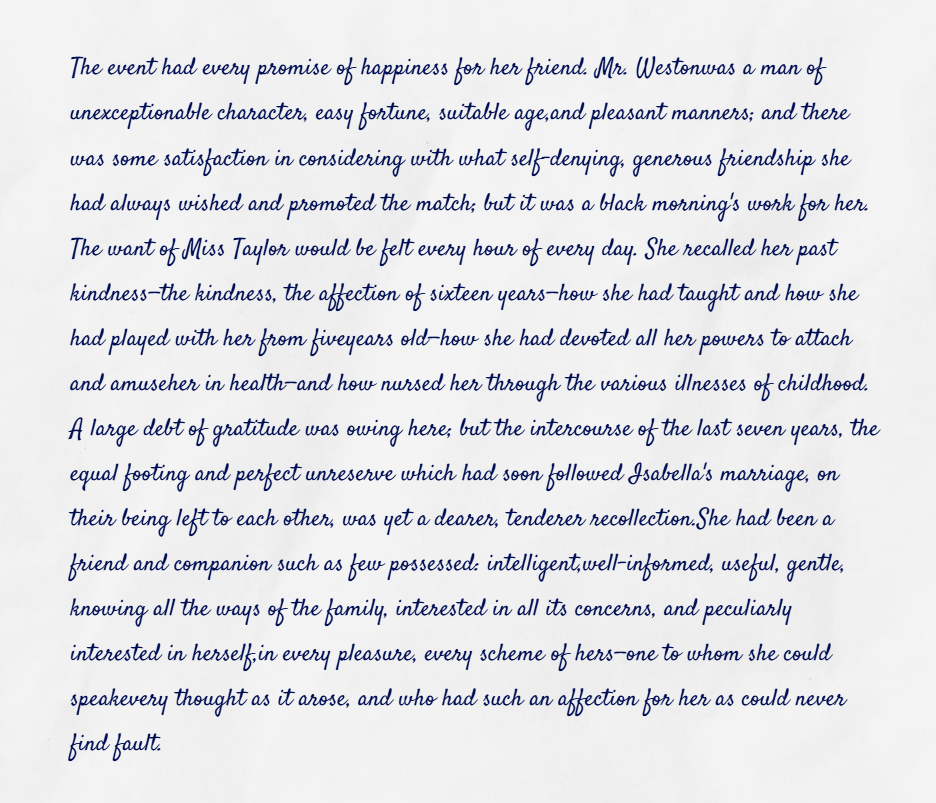 The event had every promise of happiness for her friend. Mr. Westonwas a man of
unexceptionable character, easy fortune, suitable age,and pleasant manners; and there
was some satisfaction in considering with what self-denying, generous friendship she
had always wished and promoted the match; but it was a black morning's work for her.
The want of Miss Taylor would be felt every hour of every day. She recalled her past
kindness—the kindness, the affection of sixteen years—how she had taught and how she
had played with her from fiveyears old—how she had devoted all her powers to attach
and amuseher in health—and how nursed her through the various illnesses of childhood.
A large debt of gratitude was owing here; but the intercourse of the last seven years, the
equal footing and perfect unreserve which had soon followed Isabella's marriage, on
their being left to each other, was yet a dearer, tenderer recollection.She had been a
friend and companion such as few possessed: intelligent,well-informed, useful, gentle,
knowing all the ways of the family, interested in all its concerns, and peculiarly
interested in herself,in every pleasure, every scheme of hers—one to whom she could
speakevery thought as it arose, and who had such an affection for her as could never
find fault.